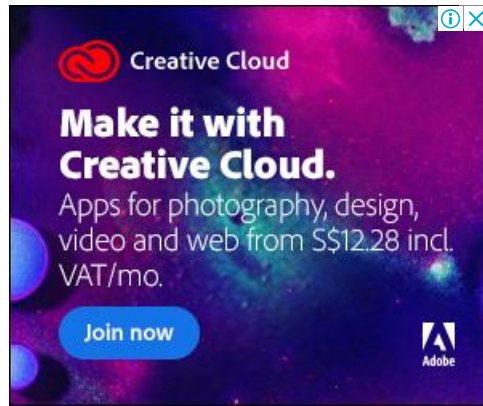 Creative Cloud
Make it with
Creative Cloud.
Apps for photography, design,
video and web from S$12.28 incl.
VAT/mo.
Join now
Adobe